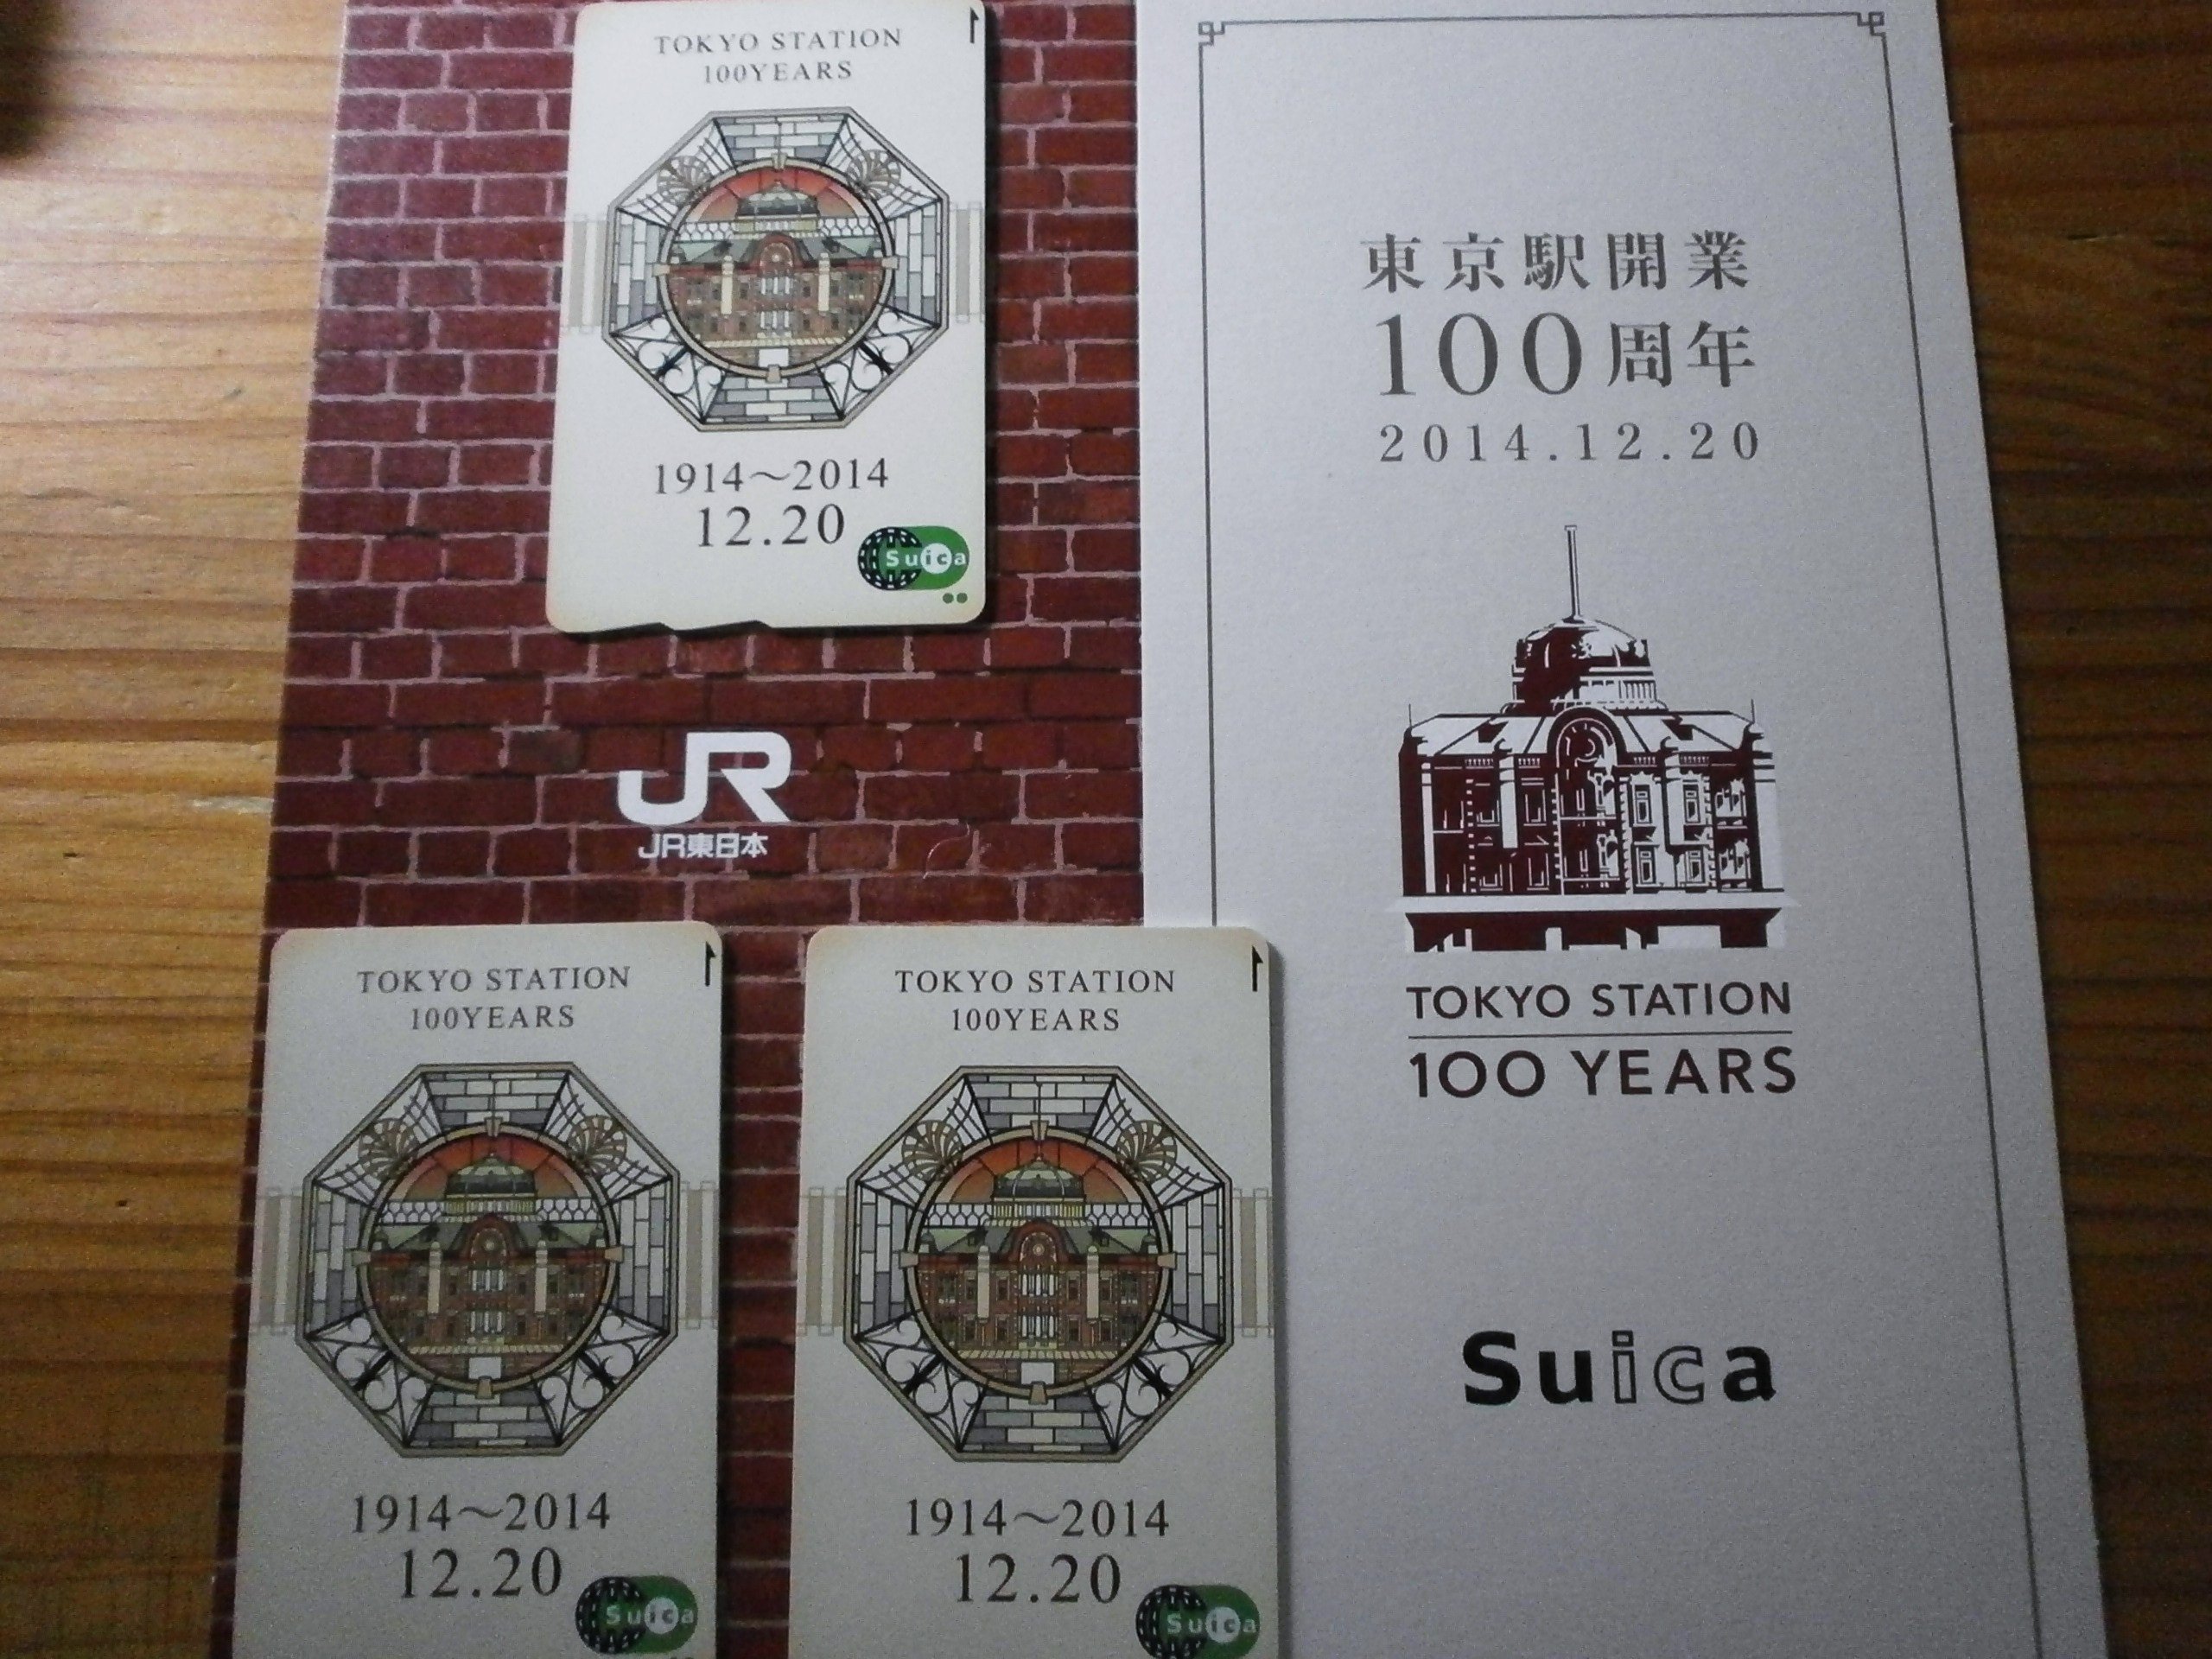 TOKYO STATION
100YEARS
1914～2014
12.20
Suica
JR
JR東日本
TOKYO STATION
100YEARS
1914～2014
12.20
Suica
TOKYO STATION
100YEARS
1914～2014
12.20
Suica
東京駅開業
100周年
2014.12.20
TOKYO STATION
100 YEARS
Suica